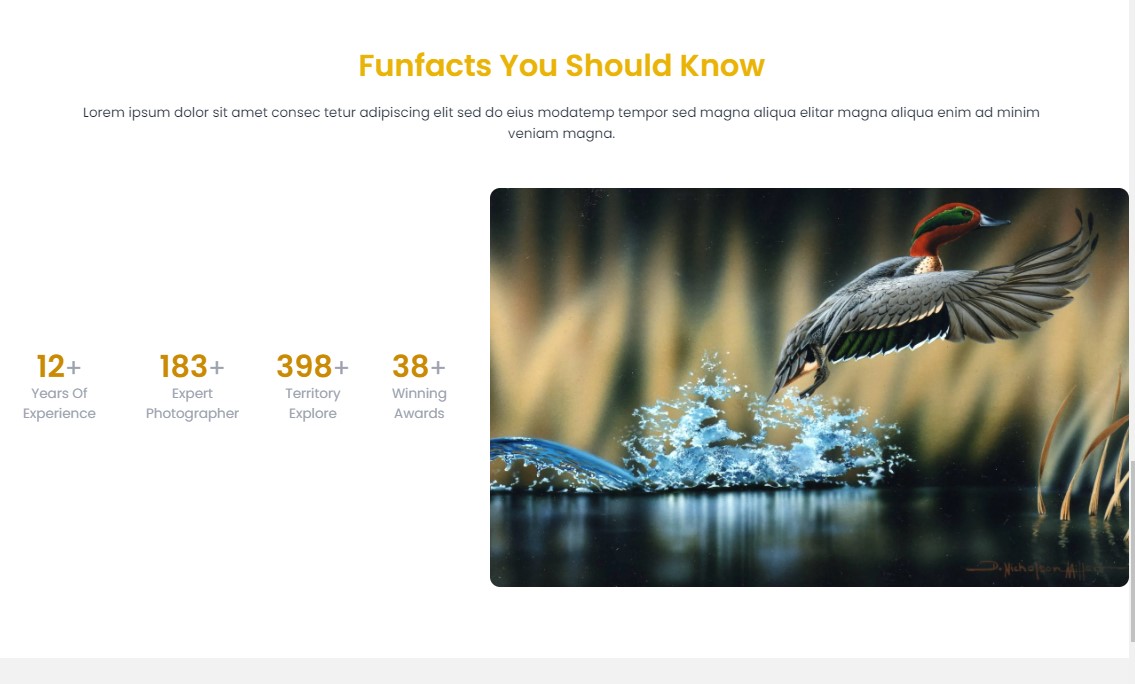 Funfacts You Should Know
Lorem ipsum dolor sit amet consec tetur adipiscing elit sed do eius modatemp tempor sed magna aliqua elitar magna aliqua enim ad minim
veniam magna.
12+
Years Of
Experience
183+
Expert
Photographer
398+
Territory
Explore
38+
Winning
Awards